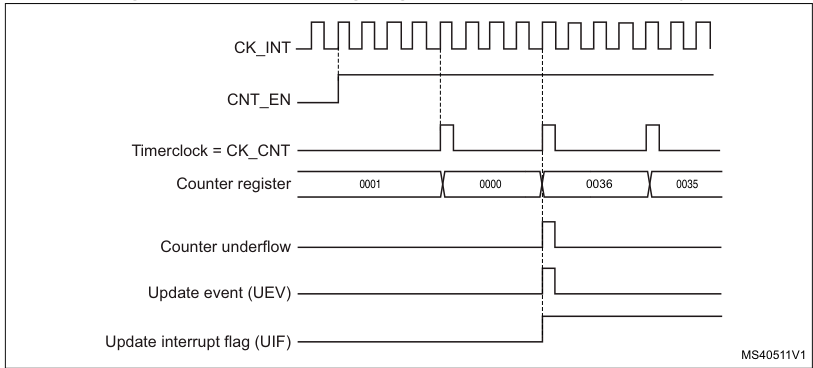 CK_INT
CNT_EN
Timerclock = CK_CNT
Counter register 0001 0000 0036 0035
Counter underflow
Update event (UEV)
Update interrupt flag (UIF)
MS40511V1